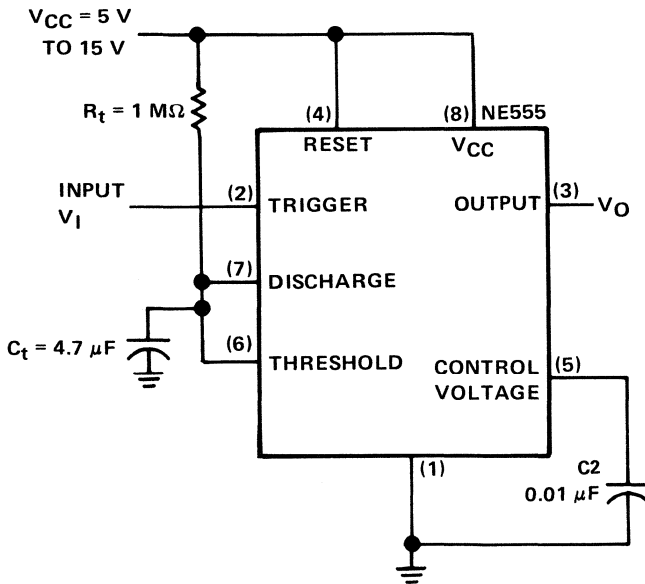 VCC = 5 V
TO 15 V
Rt = 1 MΩ
(4)
(8) NE555
RESET
VCC
INPUT
VI
(2)
TRIGGER
OUTPUT
(3)
VO
(7)
DISCHARGE
Ct = 4.7 μF
(6)
THRESHOLD
CONTROL
VOLTAGE
(5)
(1)
C2
0.01 μF